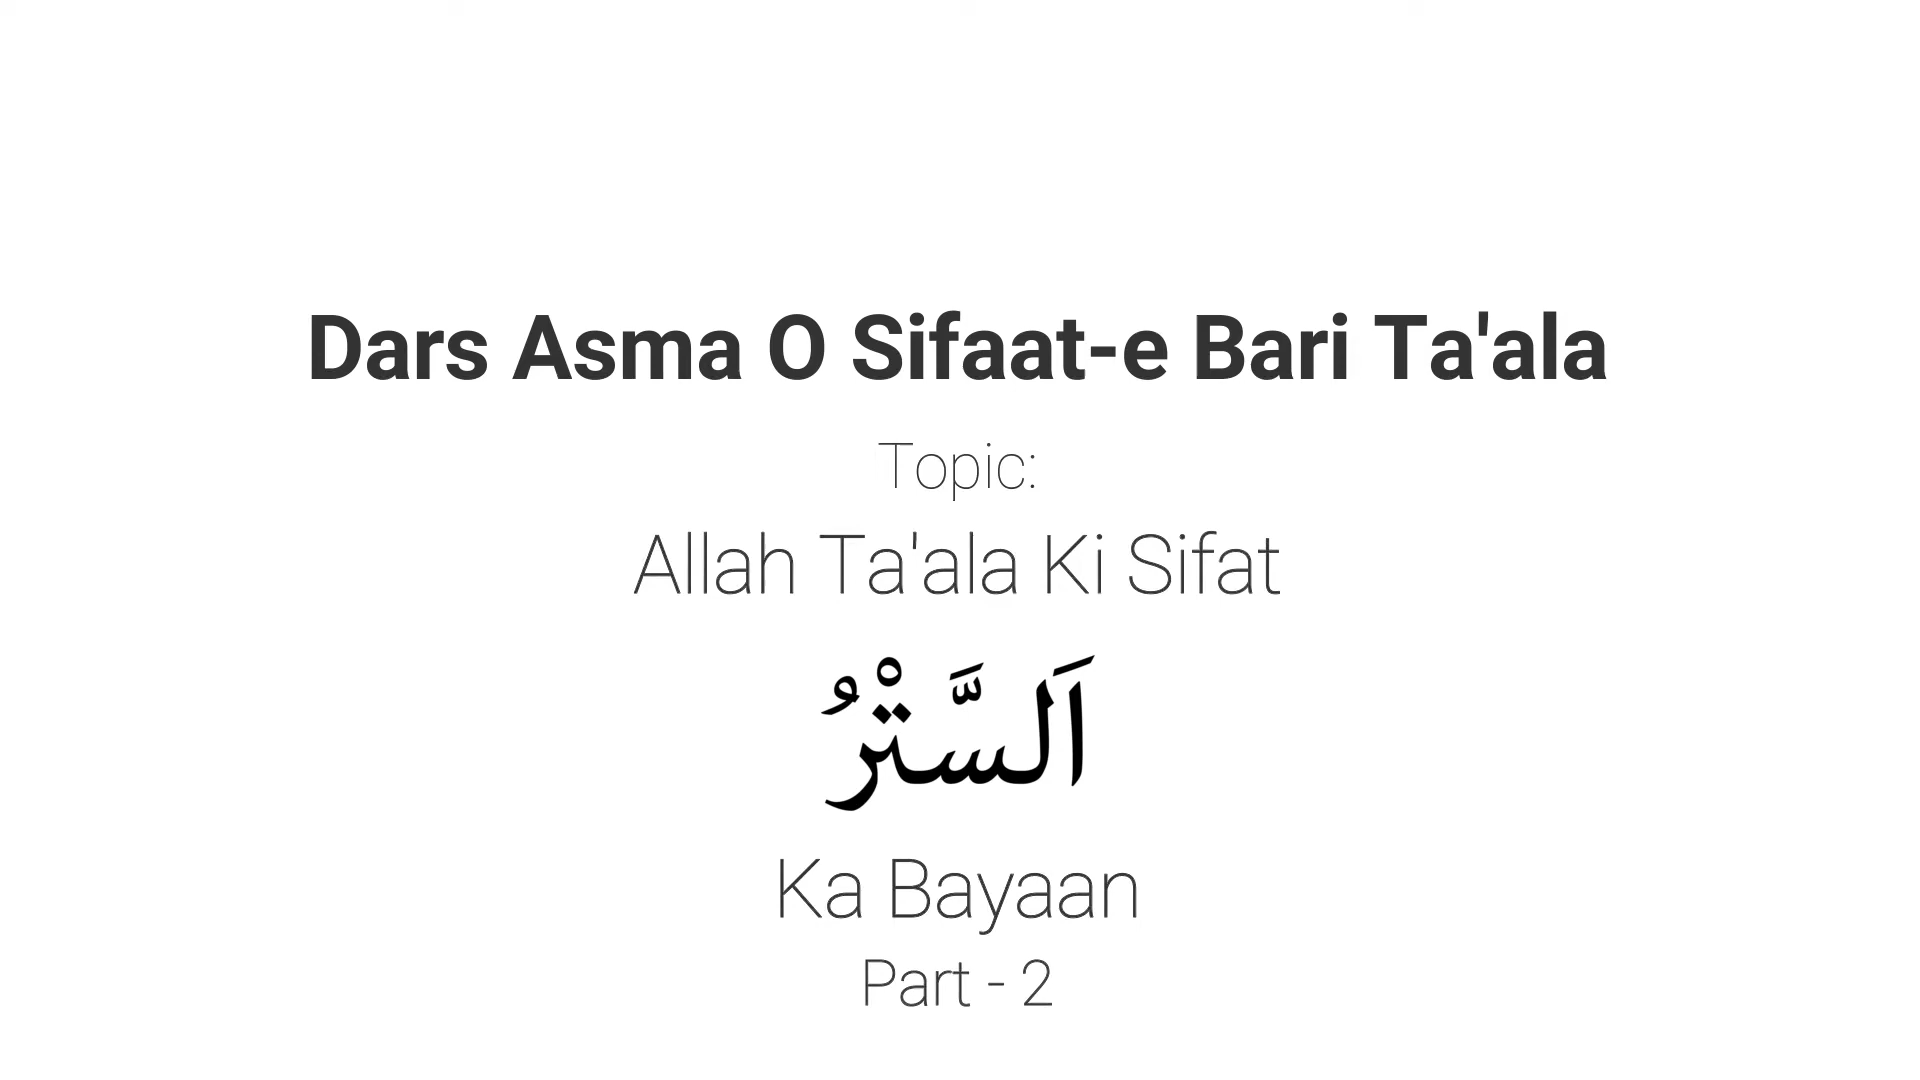 Dars Asma O Sifaat-e Bari Ta'ala
Topic:
Allah Ta'ala Ki Sifat
اَلسَّتْرُ
Ka Bayaan
Part - 2